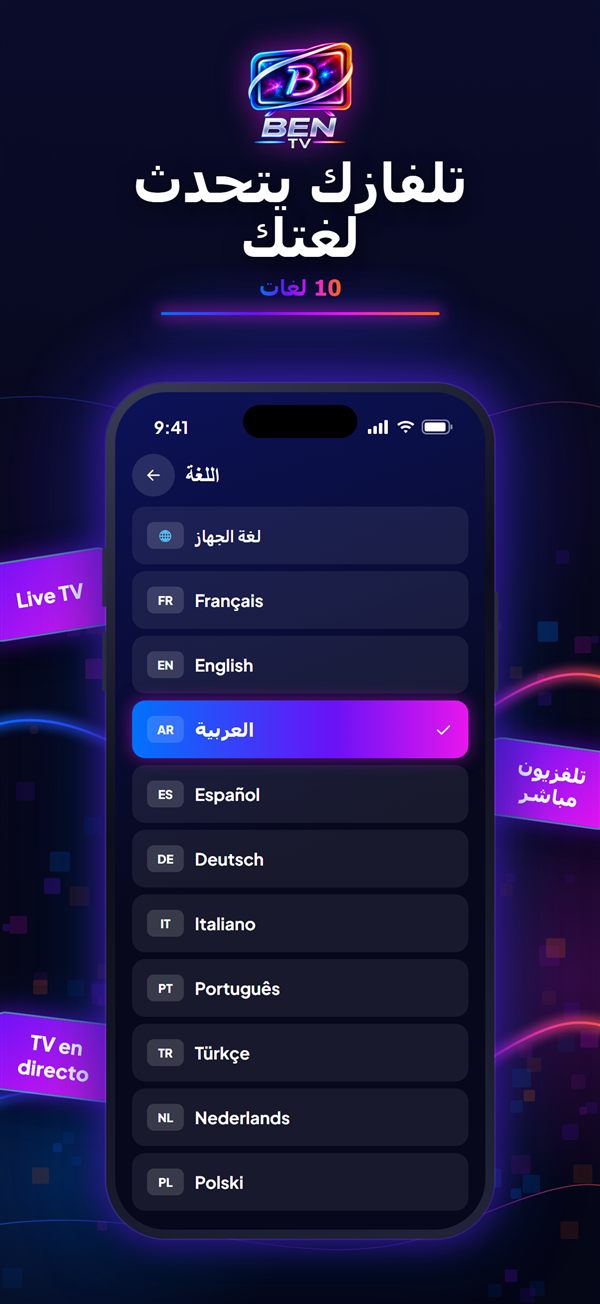 B
BEN
TV
تلفازك يتحدث
لغتك
10 لغات
9:41
اللغة
لغة الجهاز
FR Français
EN English
AR العربية
ES Español
DE Deutsch
IT Italiano
PT Português
TR Türkçe
NL Nederlands
PL Polski
Live TV
تلفزيون
مباشر
TV en
directo